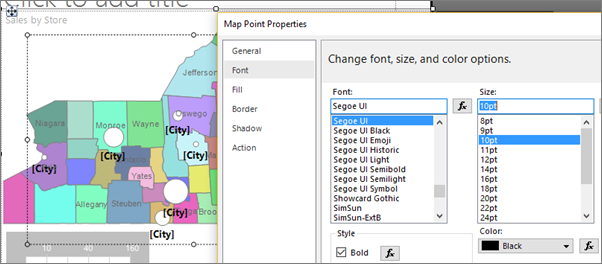 Click to add title
Sales by Store
Jefferson
Niagara
Monroe
Wayne
Oswego
[City]
[City]
[City]
[City]
Yates
Allegany
Steuben
[City]
10 40 160
Map Point Properties
General
Font
Fill
Border
Shadow
Action
Change font, size, and color options.
Font:
Segoe UI
fx
Segoe UI
Segoe UI Black
Segoe UI Emoji
Segoe UI Historic
Segoe UI Light
Segoe UI Semibold
Segoe UI Semilight
Segoe UI Symbol
Showcard Gothic
SimSun
SimSun-ExtB
Size:
10pt
8pt
9pt
10pt
11pt
12pt
14pt
16pt
18pt
20pt
22pt
24pt
Style
Bold
fx
Color:
Black
fx